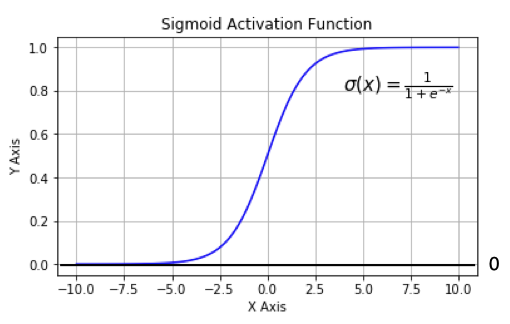 Sigmoid Activation Function
1.0
σ(x) = 1/(1 + e^{-x})
0.8
0.6
Y Axis
0.4
0.2
0.0
0
−10.0 −7.5 −5.0 −2.5 0.0 2.5 5.0 7.5 10.0
X Axis